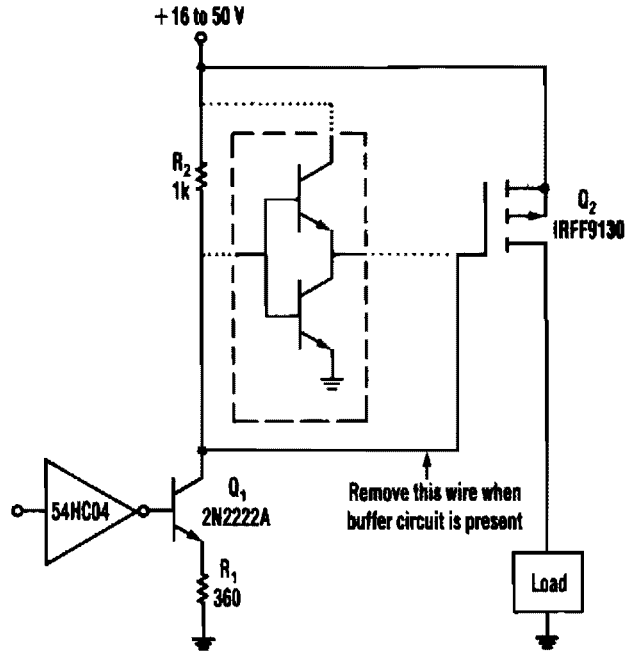 +16 to 50 V
R2
1k
Q2
IRFF9130
54HC04
Q1
2N2222A
Remove this wire when
buffer circuit is present
R1
360
Load